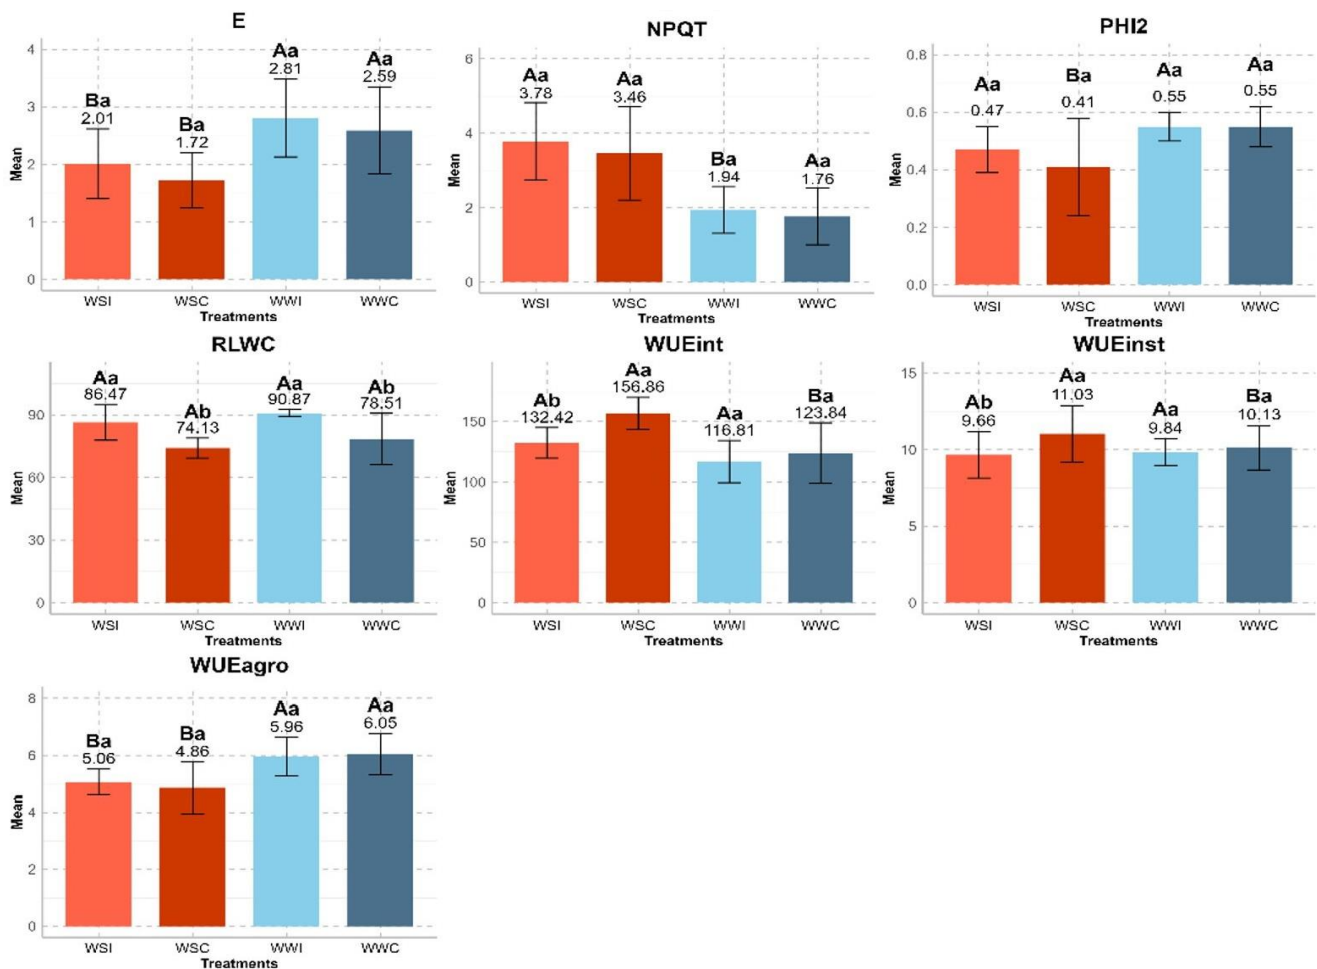 E
Mean
4
3
2
1
0
Ba
2.01
Ba
1.72
Aa
2.81
Aa
2.59
WSI WSC WWI WWC
Treatments
NPQT
Mean
6
4
2
0
Aa
3.78
Aa
3.46
Ba
1.94
Aa
1.76
WSI WSC WWI WWC
Treatments
PHI2
Mean
0.8
0.6
0.4
0.2
0.0
Aa
0.47
Ba
0.41
Aa
0.55
Aa
0.55
WSI WSC WWI WWC
Treatments
RLWC
Mean
90
60
30
0
Aa
86.47
Ab
74.13
Aa
90.87
Ab
78.51
WSI WSC WWI WWC
Treatments
WUEint
Mean
150
100
50
0
Ab
132.42
Aa
156.86
Aa
116.81
Ba
123.84
WSI WSC WWI WWC
Treatments
WUEinst
Mean
15
10
5
0
Ab
9.66
Aa
11.03
Aa
9.84
Ba
10.13
WSI WSC WWI WWC
Treatments
WUEagro
Mean
8
6
4
2
0
Ba
5.06
Ba
4.86
Aa
5.96
Aa
6.05
WSI WSC WWI WWC
Treatments